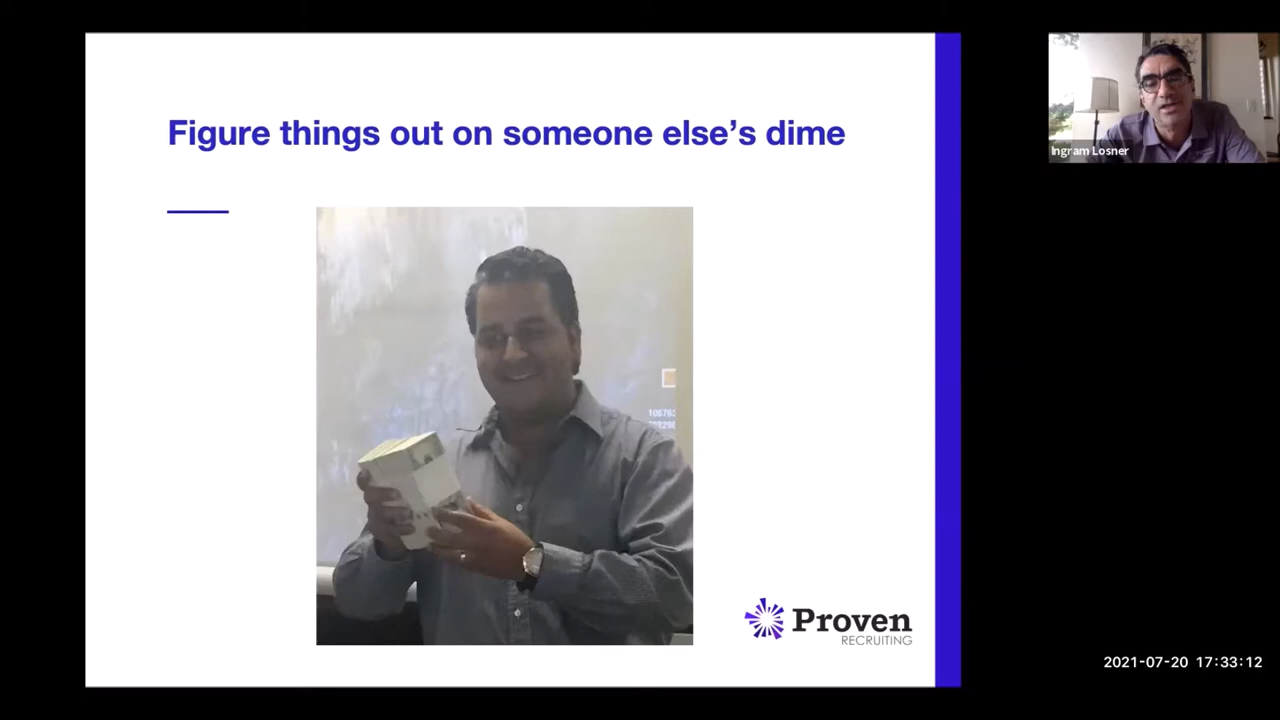 Figure things out on someone else’s dime
Ingram Losner
Proven
RECRUITING
2021-07-20 17:33:12